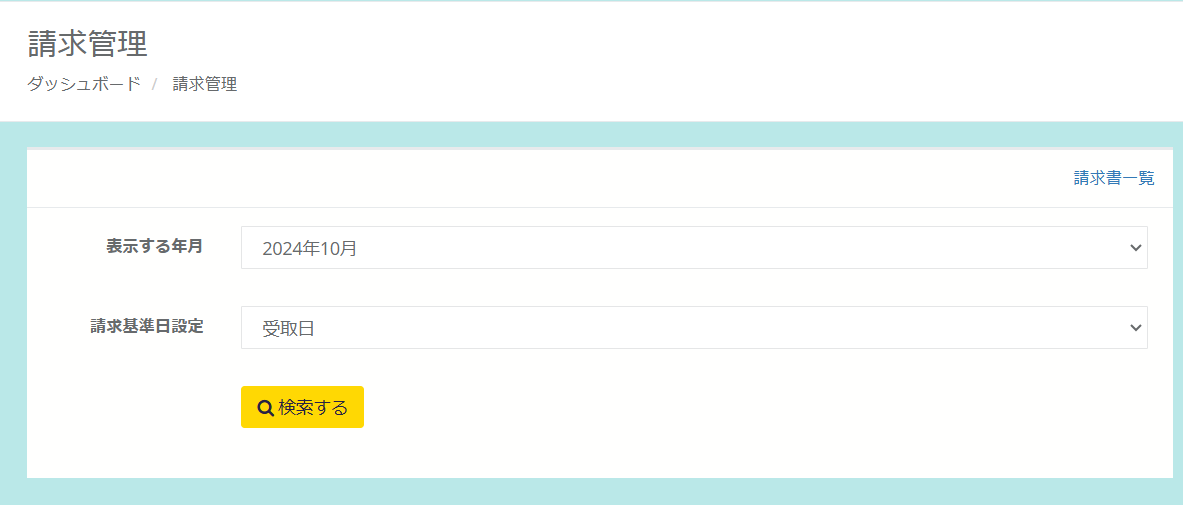 請求管理
ダッシュボード / 請求管理
請求書一覧
表示する年月 2024年10月
請求基準日設定 受取日
検索する